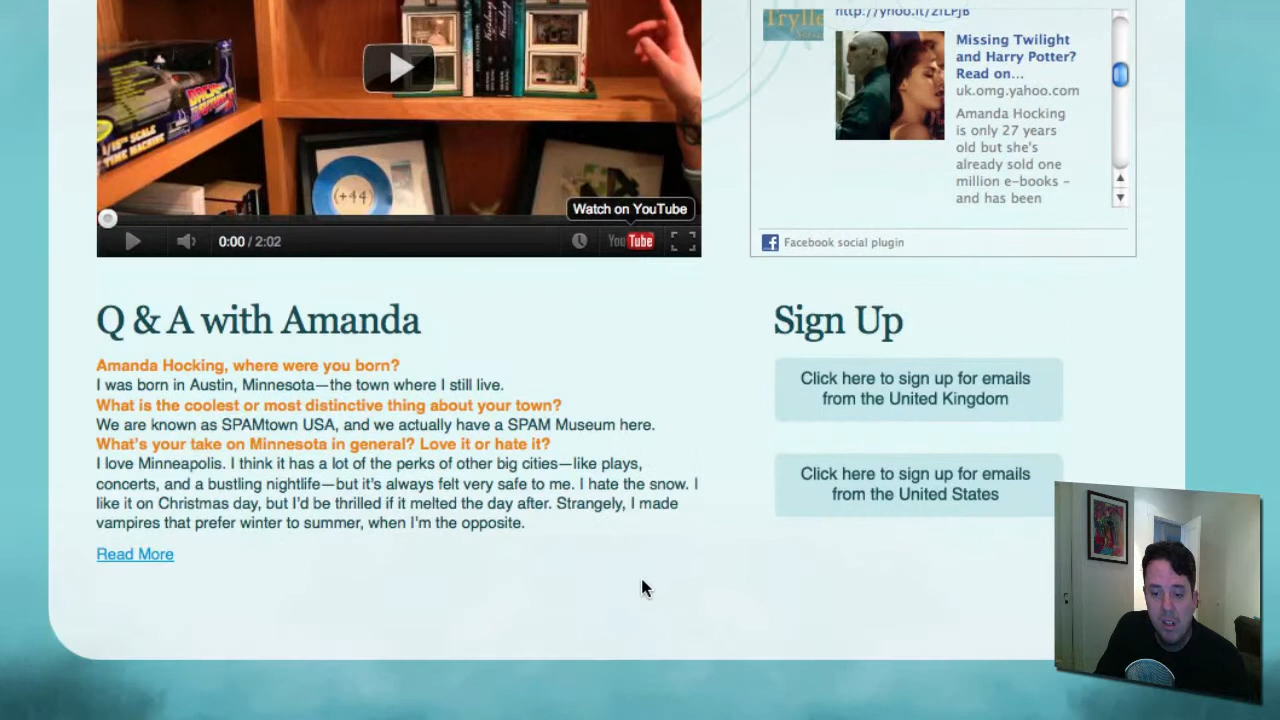 Trylle
http://yhoo.it/zfLPJB
Missing Twilight
and Harry Potter?
Read on...
uk.omg.yahoo.com
Amanda Hocking
is only 27 years
old but she's
already sold one
million e-books –
and has been
1/15TH SCALE
TIME MACHINE
(+44)
Watch on YouTube
0:00 / 2:02
YouTube
Facebook social plugin
Q & A with Amanda
Amanda Hocking, where were you born?
I was born in Austin, Minnesota—the town where I still live.
What is the coolest or most distinctive thing about your town?
We are known as SPAMtown USA, and we actually have a SPAM Museum here.
What's your take on Minnesota in general? Love it or hate it?
I love Minneapolis. I think it has a lot of the perks of other big cities—like plays,
concerts, and a bustling nightlife—but it's always felt very safe to me. I hate the snow. I
like it on Christmas day, but I'd be thrilled if it melted the day after. Strangely, I made
vampires that prefer winter to summer, when I'm the opposite.
Read More
Sign Up
Click here to sign up for emails
from the United Kingdom
Click here to sign up for emails
from the United States